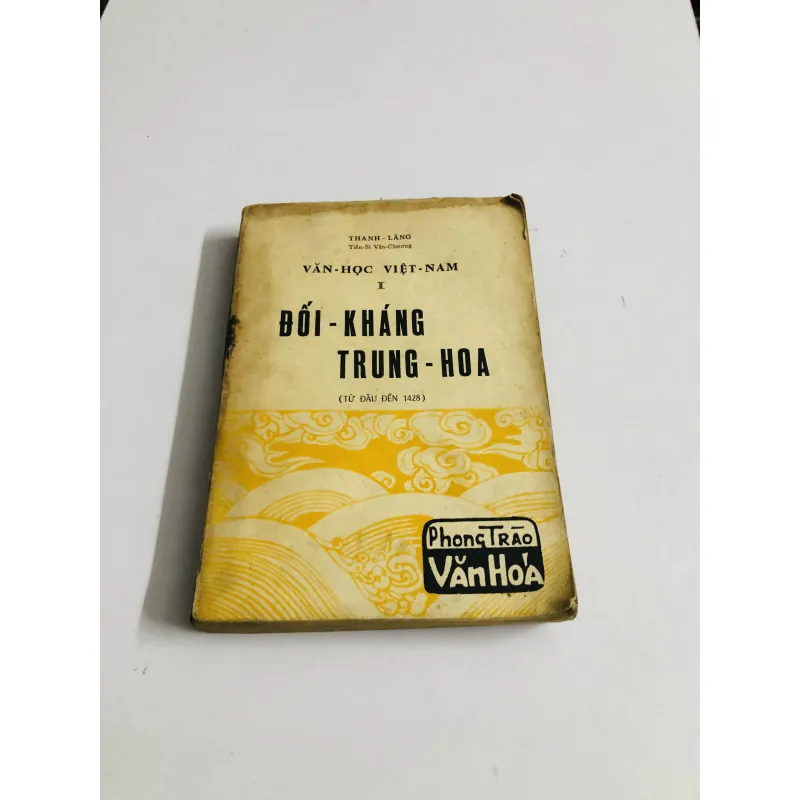 THANH-LÃNG
Tiến-Sĩ Văn-Chương
VĂN-HỌC VIỆT-NAM
I
ĐỐI-KHÁNG
TRUNG-HOA
(TỪ ĐẦU ĐẾN 1428)
Phong TRÀO
VĂN HOÁ